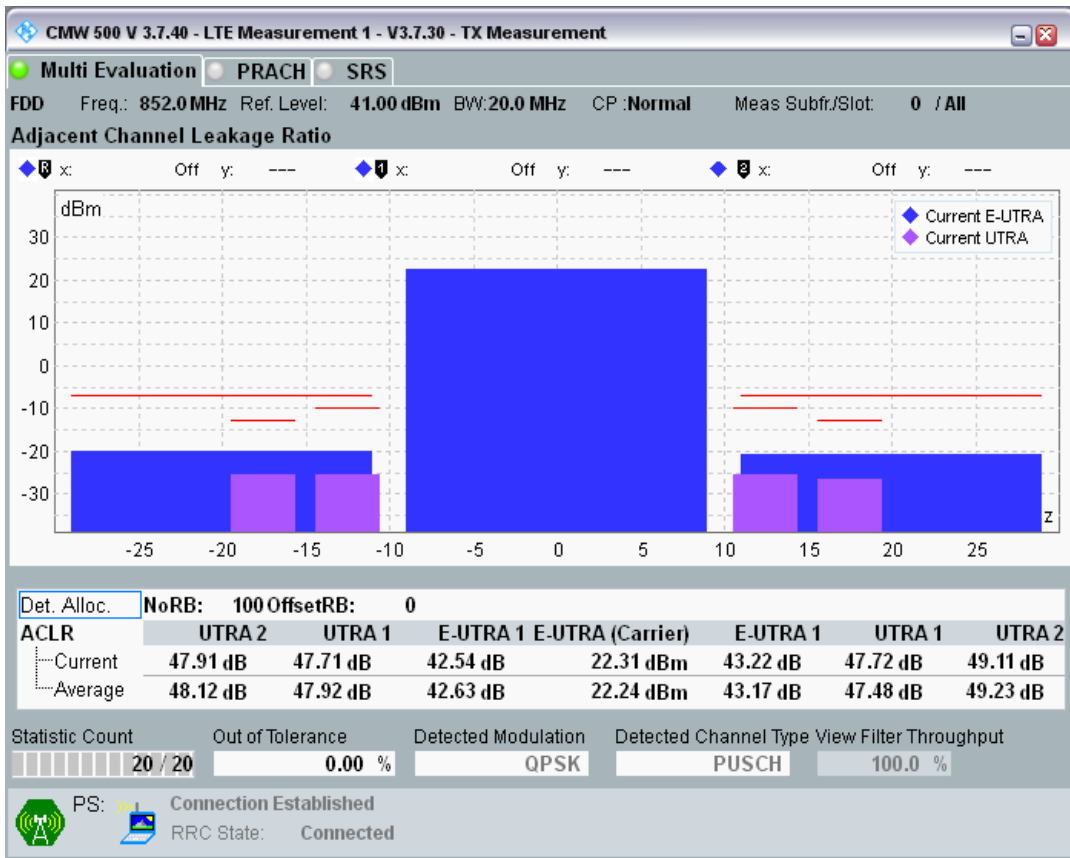 CMW 500 V 3.7.40 - LTE Measurement 1 - V3.7.30 - TX Measurement
Multi Evaluation PRACH SRS
FDD Freq.: 852.0 MHz Ref. Level: 41.00 dBm BW: 20.0 MHz CP : Normal Meas Subfr./Slot: 0 / All
Adjacent Channel Leakage Ratio
R x: Off y: --- 1 x: Off y: --- 2 x: Off y: ---
dBm
Current E-UTRA
Current UTRA
30
20
10
0
-10
-20
-30
z
-25 -20 -15 -10 -5 0 5 10 15 20 25
Det. Alloc. NoRB: 100 OffsetRB: 0
ACLR UTRA 2 UTRA 1 E-UTRA 1 E-UTRA (Carrier) E-UTRA 1 UTRA 1 UTRA 2
Current 47.91 dB 47.71 dB 42.54 dB 22.31 dBm 43.22 dB 47.72 dB 49.11 dB
Average 48.12 dB 47.92 dB 42.63 dB 22.24 dBm 43.17 dB 47.48 dB 49.23 dB
Statistic Count Out of Tolerance Detected Modulation Detected Channel Type View Filter Throughput
20 / 20 0.00 % QPSK PUSCH 100.0 %
PS: Connection Established
RRC State: Connected